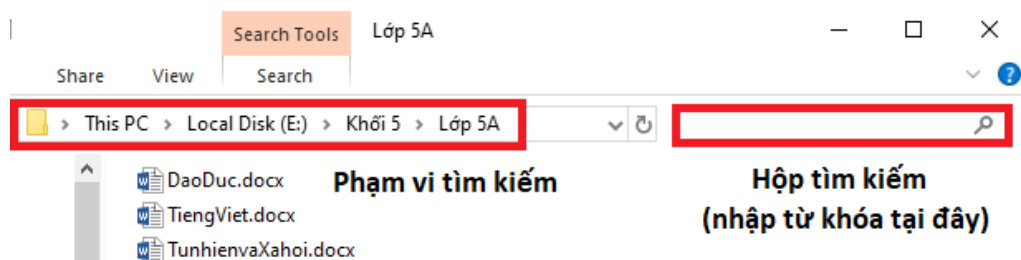 Search Tools Lớp 5A
Share View Search
This PC > Local Disk (E:) > Khối 5 > Lớp 5A
DaoDuc.docx Phạm vi tìm kiếm Hộp tìm kiếm
TiengViet.docx (nhập từ khóa tại đây)
TunhienvaXahoi.docx